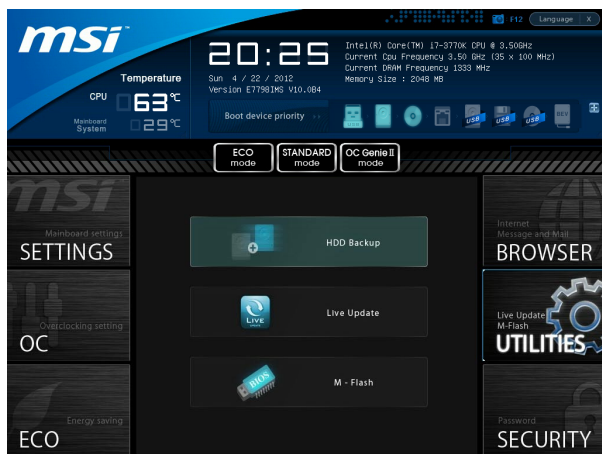 msi
F12
Language
X
Temperature
CPU
63°C
Mainboard
System
29°C
20:25
Sun 4 / 22 / 2012
Version E7798IMS V10.0B4
Intel(R) Core(TM) i7-3770K CPU @ 3.50GHz
Current Cpu Frequency 3.50 GHz (35 x 100 MHz)
Current DRAM Frequency 1333 MHz
Memory Size : 2048 MB
Boot device priority
USB
USB
USB
USB
REV
ECO
mode
STANDARD
mode
OC Genie II
mode
msi
Mainboard settings
SETTINGS
Overclocking setting
OC
Energy saving
ECO
HDD Backup
LIVE
update
Live Update
BIOS
M - Flash
Internet
Message and Mail
BROWSER
Live Update
M-Flash
UTILITIES
Password
SECURITY